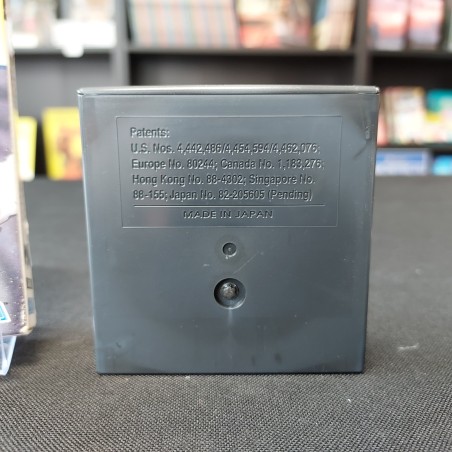 Patents:
U.S. Nos. 4,442,486/4,454,594/4,462,076;
Europe No. 80244; Canada No. 1,183,276;
Hong Kong No. 88-4302; Singapore No.
88-155; Japan No. 82-205605 (Pending)
MADE IN JAPAN